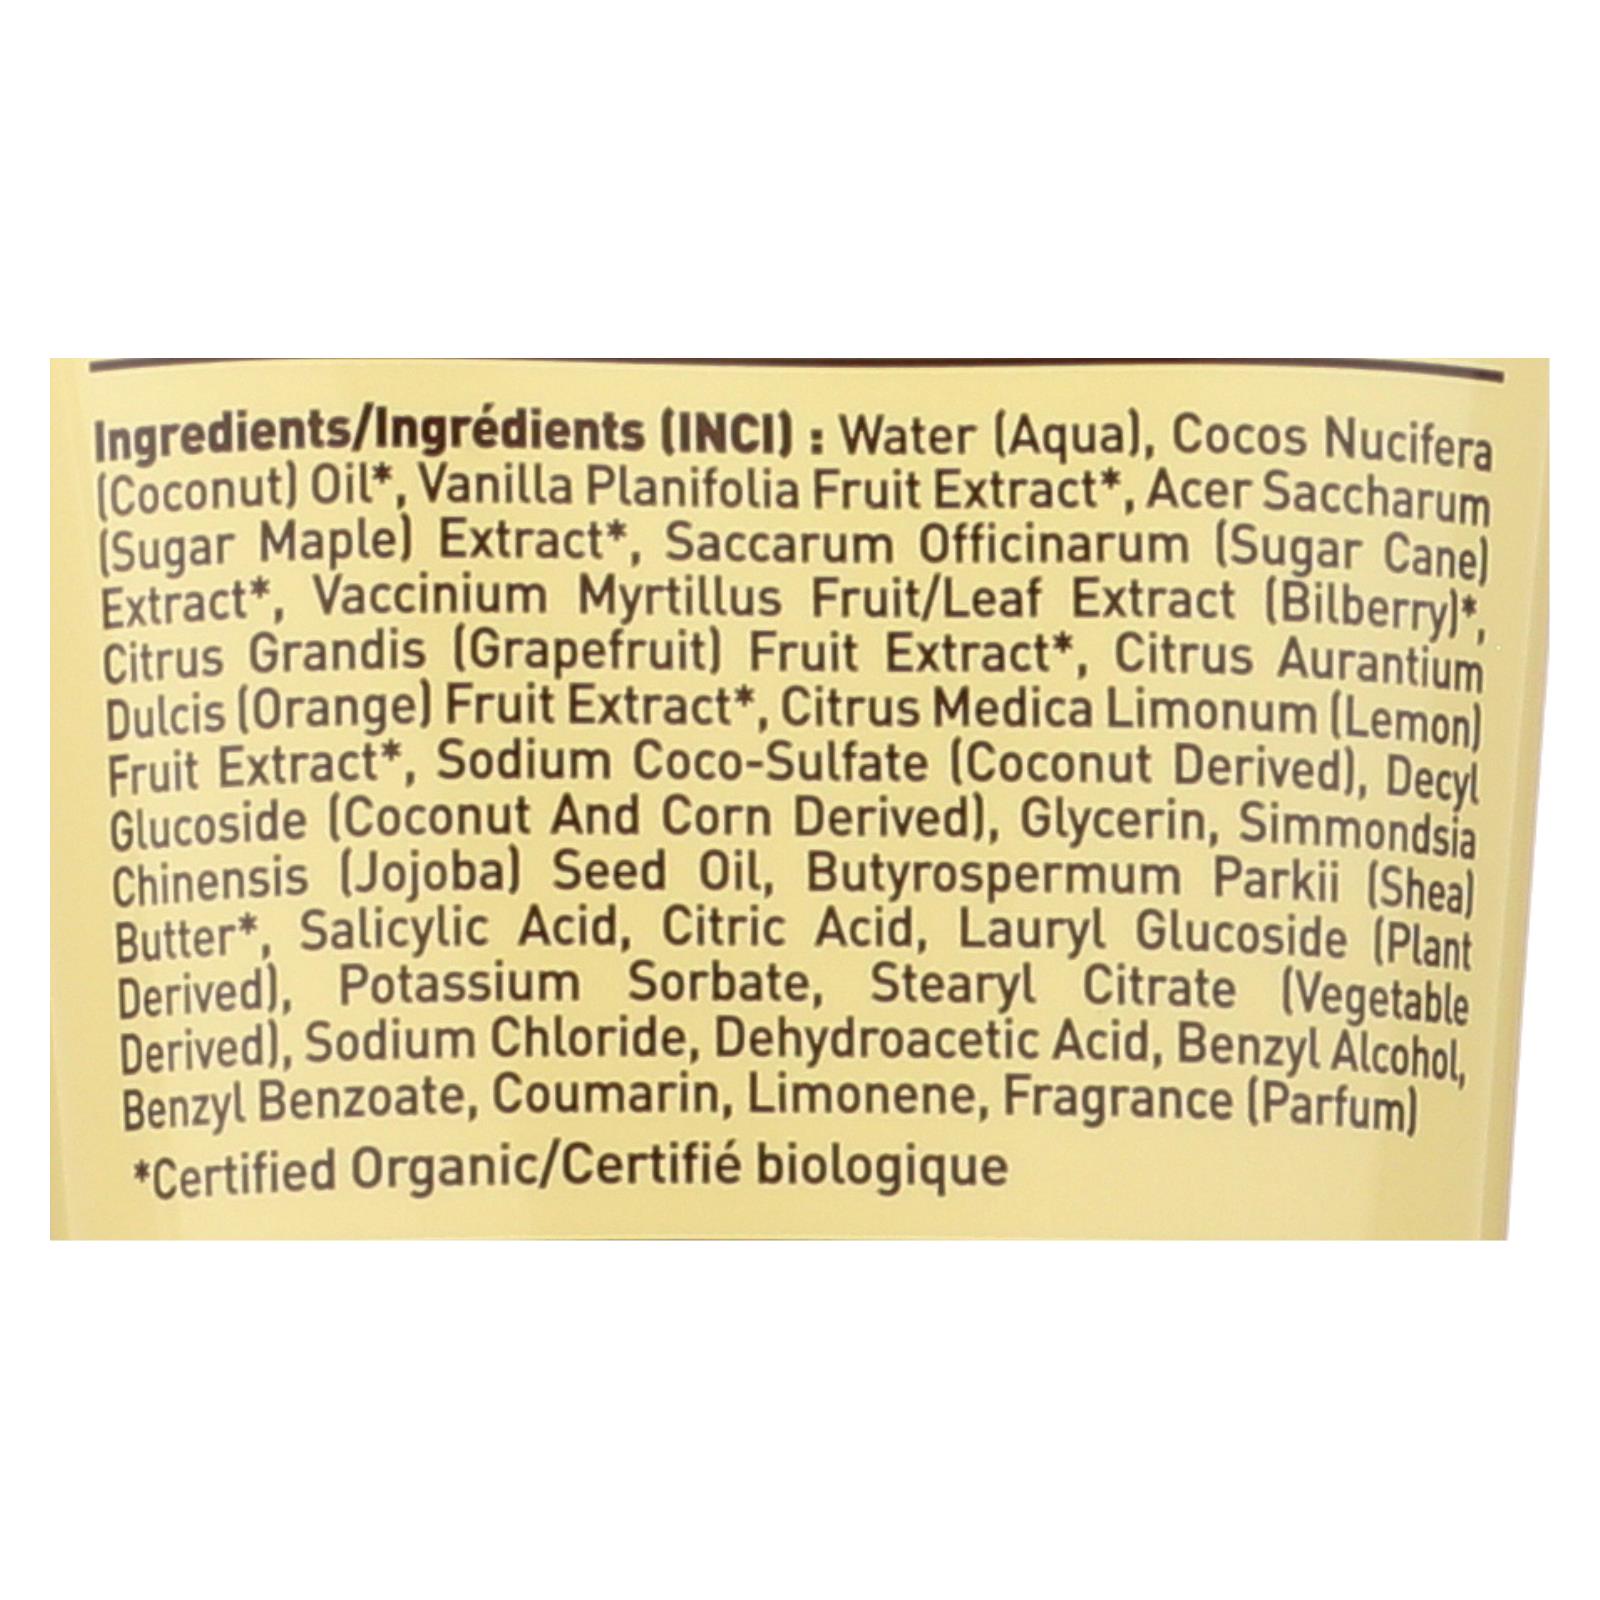 Ingredients/Ingrédients (INCI) : Water (Aqua), Cocos Nucifera
(Coconut) Oil*, Vanilla Planifolia Fruit Extract*, Acer Saccharum
(Sugar Maple) Extract*, Saccarum Officinarum (Sugar Cane)
Extract*, Vaccinium Myrtillus Fruit/Leaf Extract (Bilberry)*,
Citrus Grandis (Grapefruit) Fruit Extract*, Citrus Aurantium
Dulcis (Orange) Fruit Extract*, Citrus Medica Limonum (Lemon)
Fruit Extract*, Sodium Coco-Sulfate (Coconut Derived), Decyl
Glucoside (Coconut And Corn Derived), Glycerin, Simmondsia
Chinensis (Jojoba) Seed Oil, Butyrospermum Parkii (Shea)
Butter*, Salicylic Acid, Citric Acid, Lauryl Glucoside (Plant
Derived), Potassium Sorbate, Stearyl Citrate (Vegetable
Derived), Sodium Chloride, Dehydroacetic Acid, Benzyl Alcohol,
Benzyl Benzoate, Coumarin, Limonene, Fragrance (Parfum)
*Certified Organic/Certifié biologique